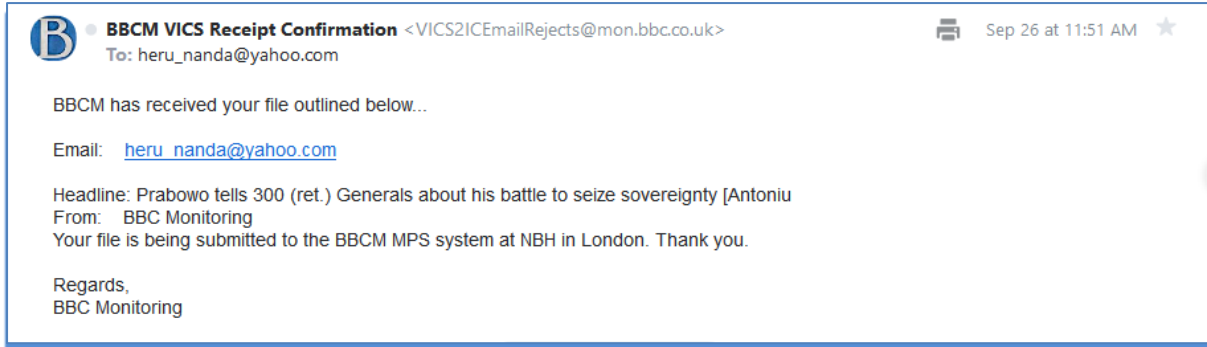 B
BBCM VICS Receipt Confirmation <VICS2ICEmailRejects@mon.bbc.co.uk> Sep 26 at 11:51 AM
To: heru_nanda@yahoo.com
BBCM has received your file outlined below...
Email: heru_nanda@yahoo.com
Headline: Prabowo tells 300 (ret.) Generals about his battle to seize sovereignty [Antoniu
From: BBC Monitoring
Your file is being submitted to the BBCM MPS system at NBH in London. Thank you.
Regards,
BBC Monitoring